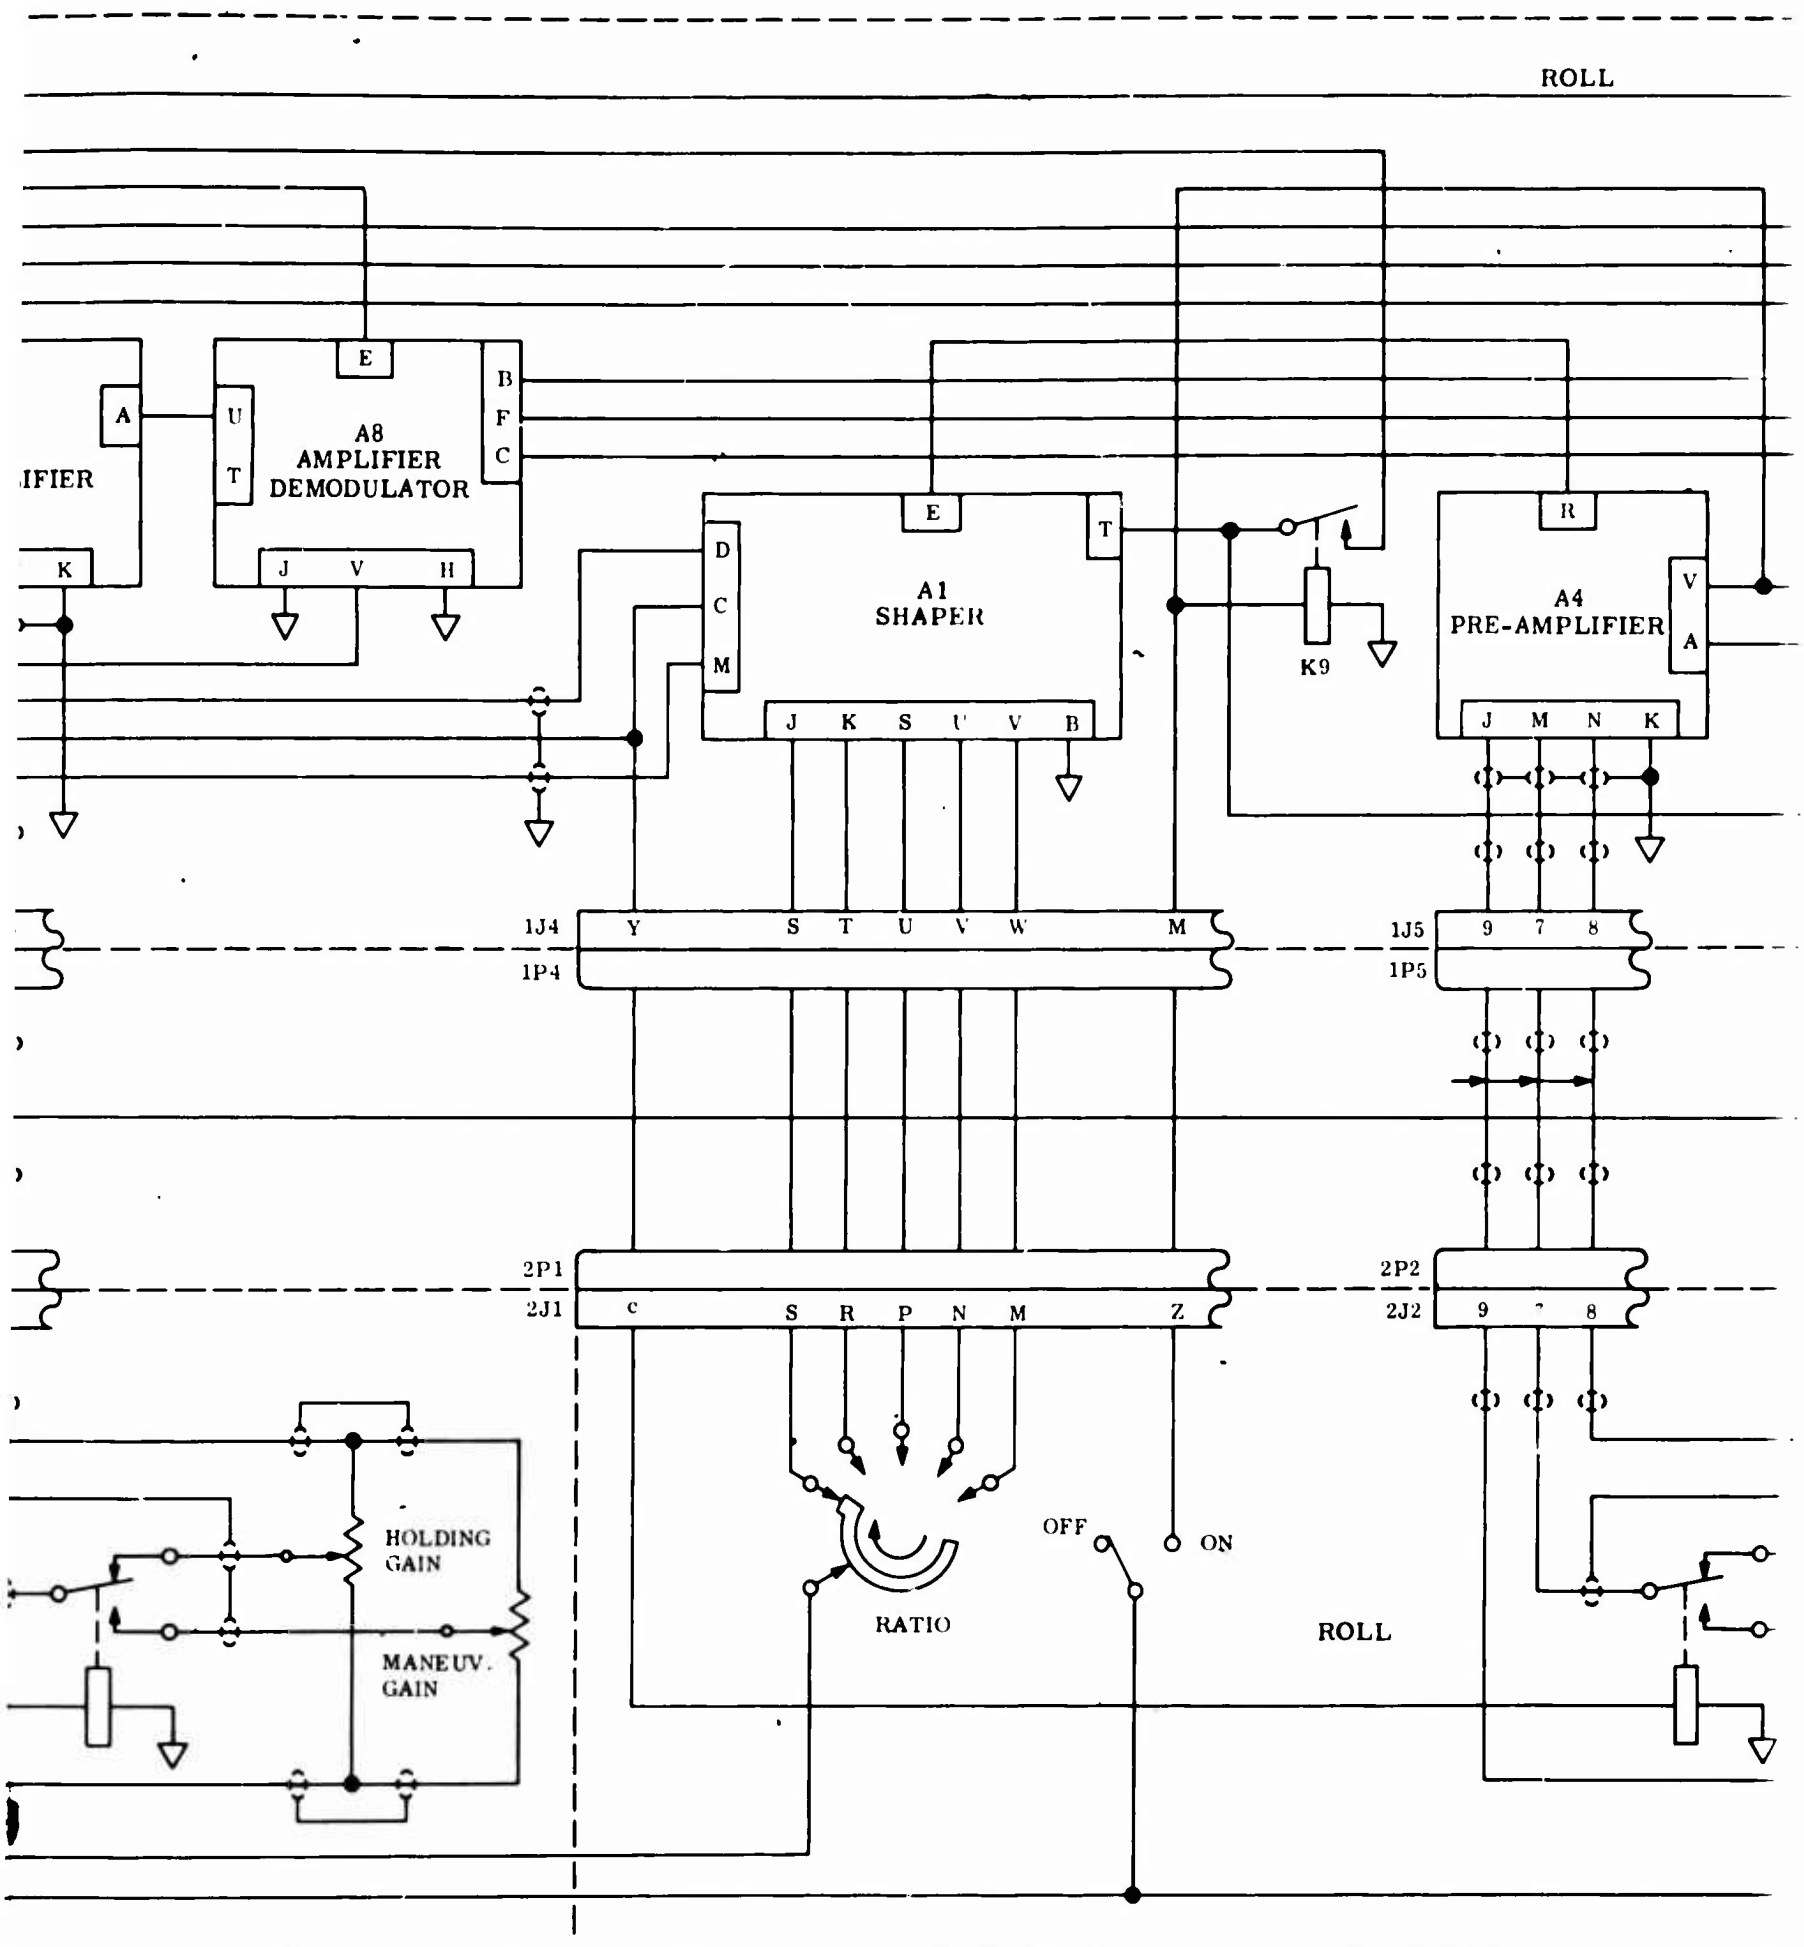 ROLL
E
B
A
U
F
A8
AMPLIFIER
DEMODULATOR
C
IFIER
T
E
T
R
D
K
J
V
H
A1
SHAPER
C
V
A4
PRE-AMPLIFIER
A
M
K9
J
K
S
U
V
B
J
M
N
K
1J4
Y
S
T
U
V
W
M
1J5
9
7
8
1P4
1P5
2P1
2P2
2J1
c
S
R
P
N
M
Z
2J2
9
7
8
OFF
ON
HOLDING
GAIN
RATIO
ROLL
MANEUV.
GAIN